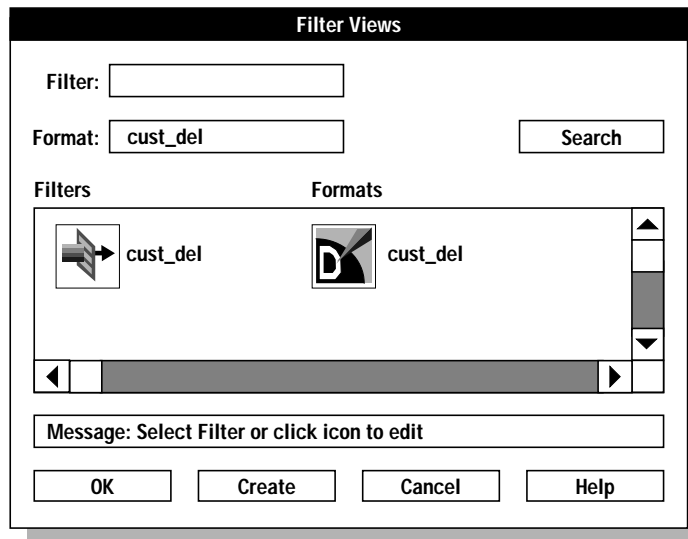 Filter Views
Filter:
Format: cust_del
Search
Filters Formats
cust_del D cust_del
Message: Select Filter or click icon to edit
OK Create Cancel Help